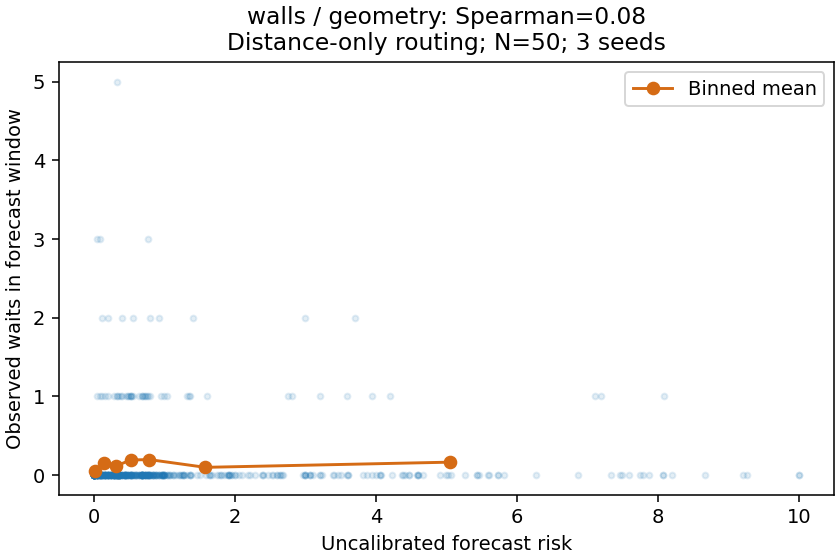 walls / geometry: Spearman=0.08
Distance-only routing; N=50; 3 seeds
Binned mean
Observed waits in forecast window
5
4
3
2
1
0
0
2
4
6
8
10
Uncalibrated forecast risk